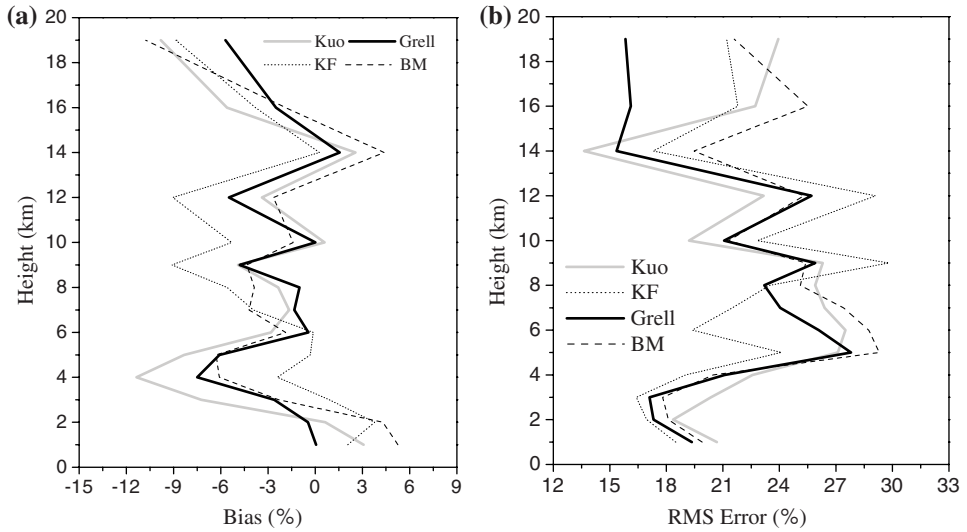 (a)
20
18
16
14
12
10
8
6
4
2
0
Height (km)
Kuo
Grell
KF
BM
-15 -12 -9 -6 -3 0 3 6 9
Bias (%)
(b)
20
18
16
14
12
10
8
6
4
2
0
Height (km)
Kuo
KF
Grell
BM
12 15 18 21 24 27 30 33
RMS Error (%)